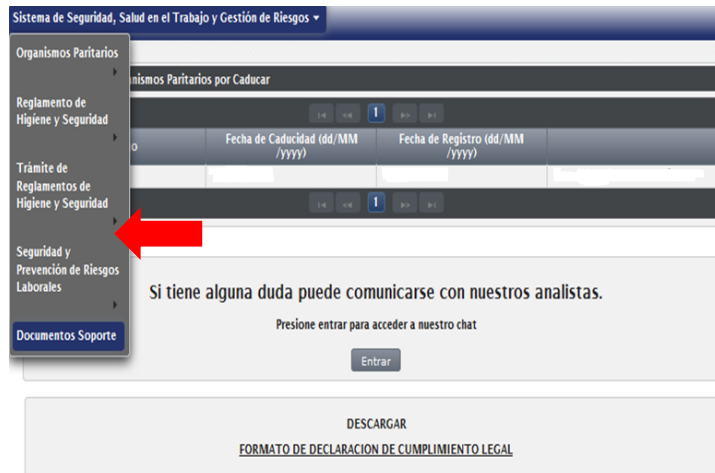 Sistema de Seguridad, Salud en el Trabajo y Gestión de Riesgos
Organismos Paritarios
Reglamento de
Higiene y Seguridad
Trámite de
Reglamentos de
Higiene y Seguridad
Seguridad y
Prevención de Riesgos
Laborales
Documentos Soporte
Paritarios por Caducar
1
Fecha de Caducidad (dd/MM
/yyyy)
Fecha de Registro (dd/MM
/yyyy)
1
Si tiene alguna duda puede comunicarse con nuestros analistas.
Presione entrar para acceder a nuestro chat
Entrar
DESCARGAR
FORMATO DE DECLARACION DE CUMPLIMIENTO LEGAL